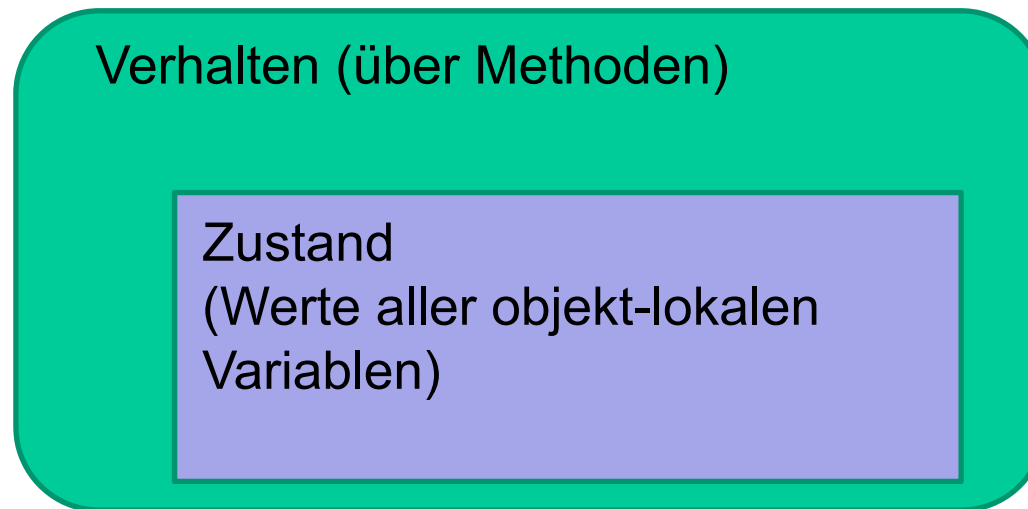 Verhalten (über Methoden)
Zustand
(Werte aller objekt-lokalen
Variablen)